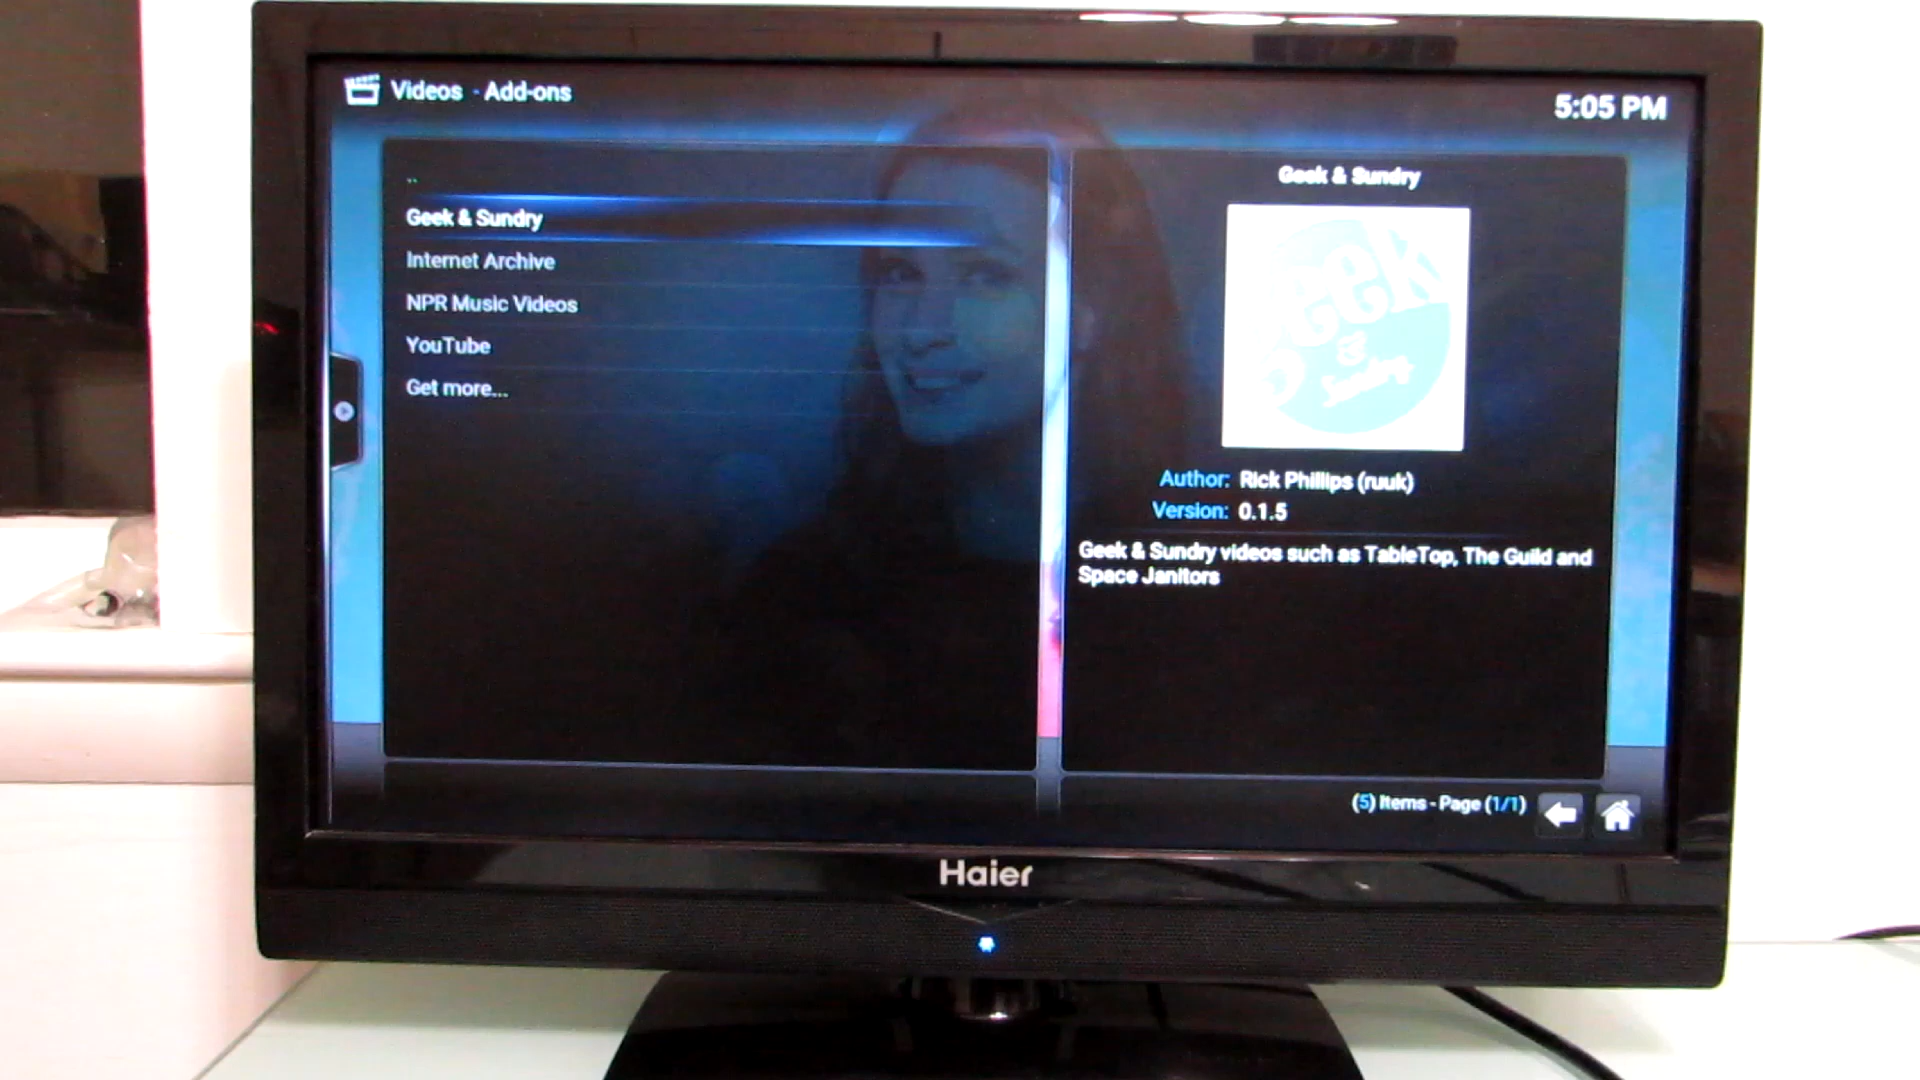 Videos - Add-ons
5:05 PM
..
Geek & Sundry
Internet Archive
NPR Music Videos
YouTube
Get more...
Geek & Sundry
Geek
&
Sundry
Author: Rick Phillips (ruuk)
Version: 0.1.5
Geek & Sundry videos such as TableTop, The Guild and
Space Janitors
(5) Items - Page (1/1)
Haier